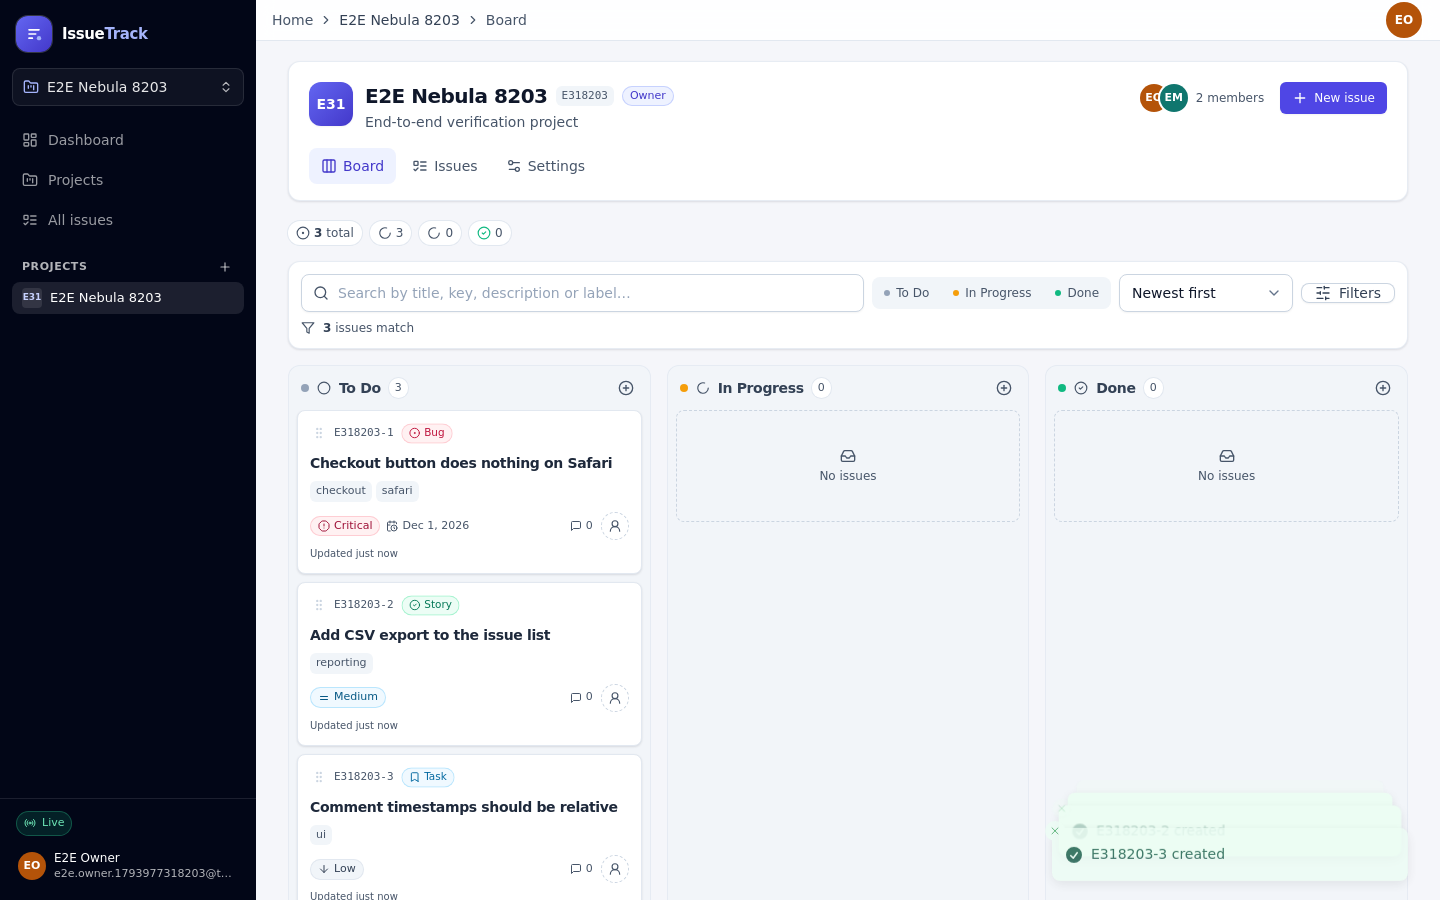 IssueTrack
E2E Nebula 8203
Dashboard
Projects
All issues
PROJECTS
E31 E2E Nebula 8203
Live
EO
E2E Owner
e2e.owner.1793977318203@t…
Home > E2E Nebula 8203 > Board
EO
E31
E2E Nebula 8203 E318203 Owner
End-to-end verification project
EM 2 members
New issue
Board Issues Settings
3 total 3 0 0
Search by title, key, description or label…
To Do In Progress Done
Newest first
Filters
3 issues match
To Do 3
E318203-1 Bug
Checkout button does nothing on Safari
checkout safari
Critical Dec 1, 2026 0
Updated just now
E318203-2 Story
Add CSV export to the issue list
reporting
Medium 0
Updated just now
E318203-3 Task
Comment timestamps should be relative
ui
Low 0
Updated just now
In Progress 0
No issues
Done 0
No issues
E318203-2 created
E318203-3 created